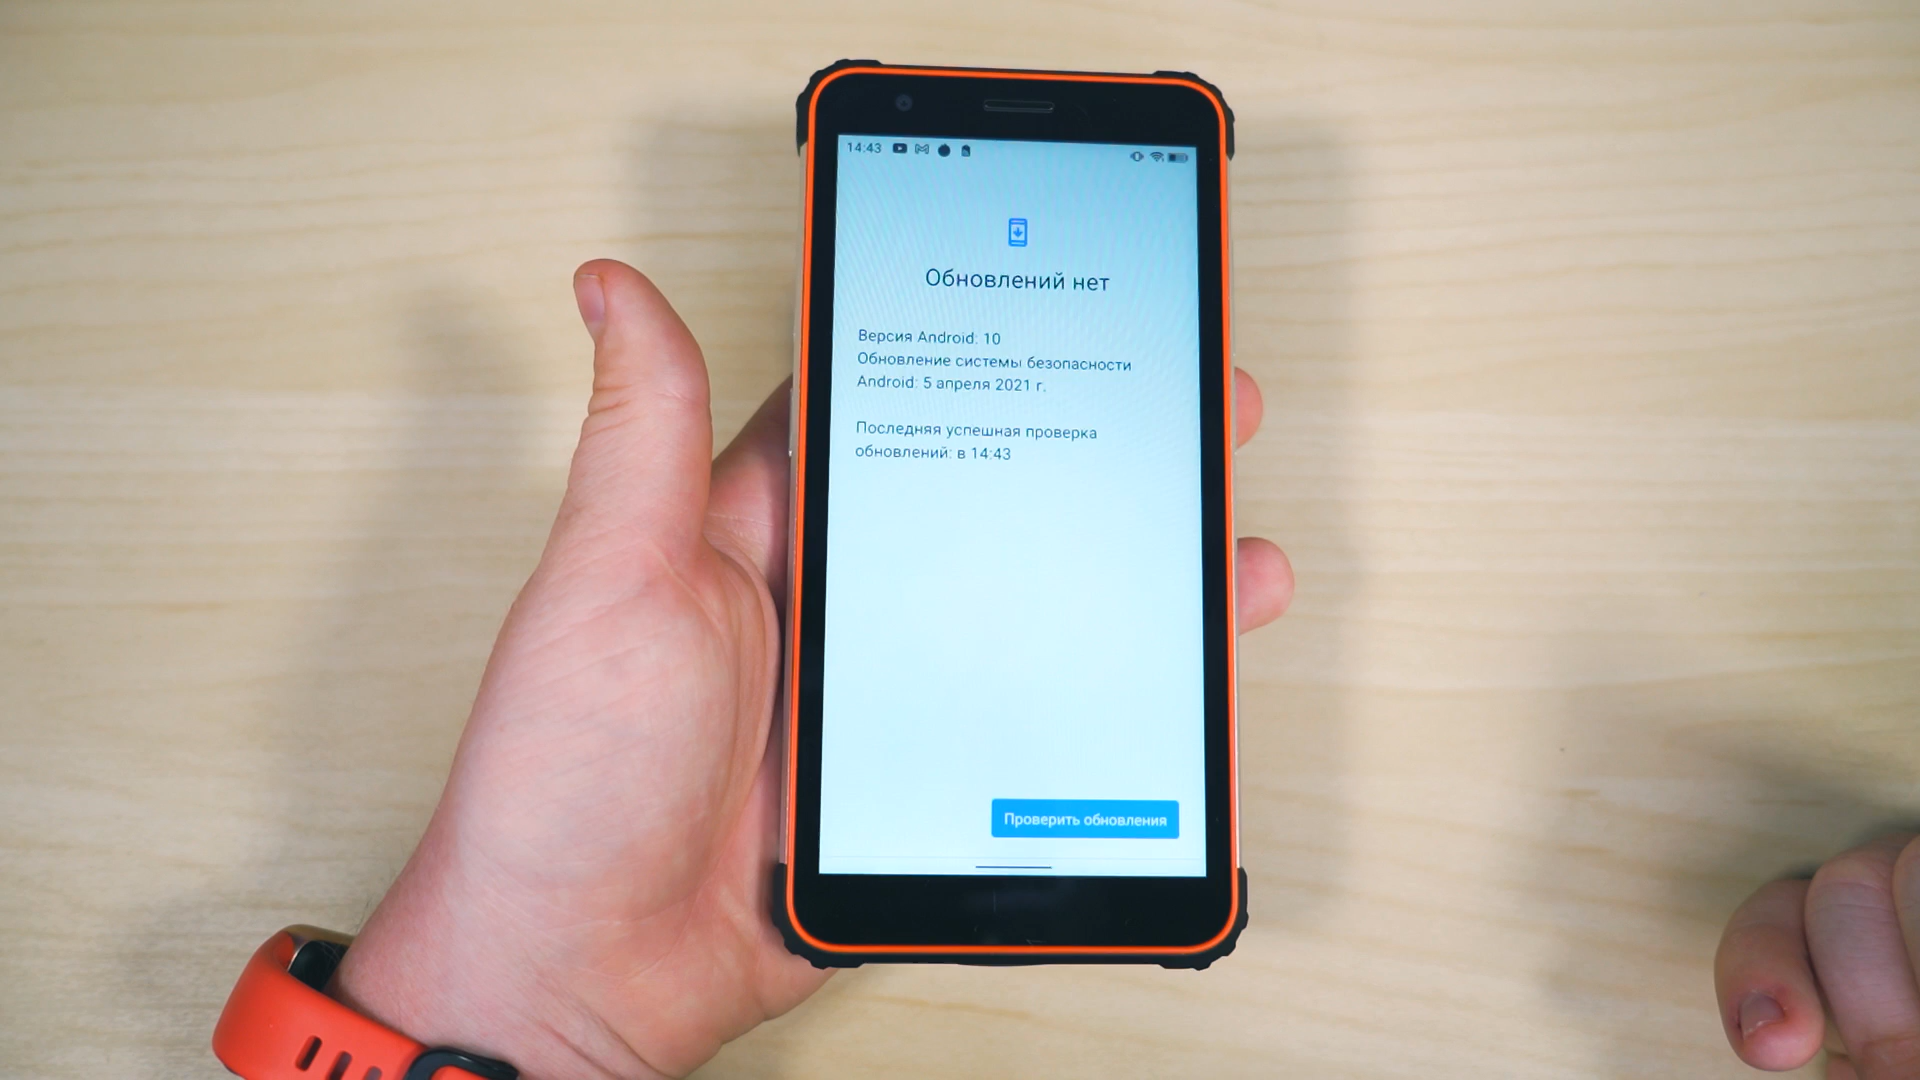 14:43
Обновлений нет
Версия Android: 10
Обновление системы безопасности
Android: 5 апреля 2021 г.
Последняя успешная проверка
обновлений: в 14:43
Проверить обновления